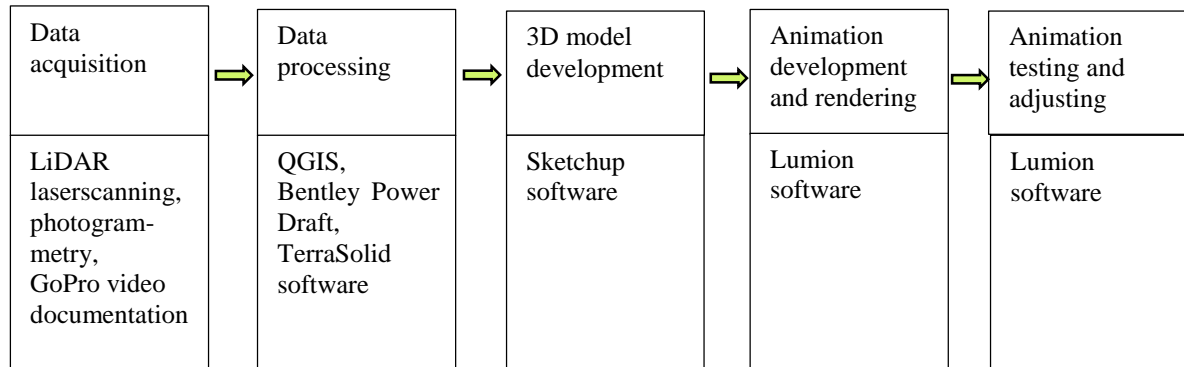 Data
acquisition
Data
processing
3D model
development
Animation
development
and rendering
Animation
testing and
adjusting
LiDAR
laserscanning,
photogram-
metry,
GoPro video
documentation
QGIS,
Bentley Power
Draft,
TerraSolid
software
Sketchup
software
Lumion
software
Lumion
software